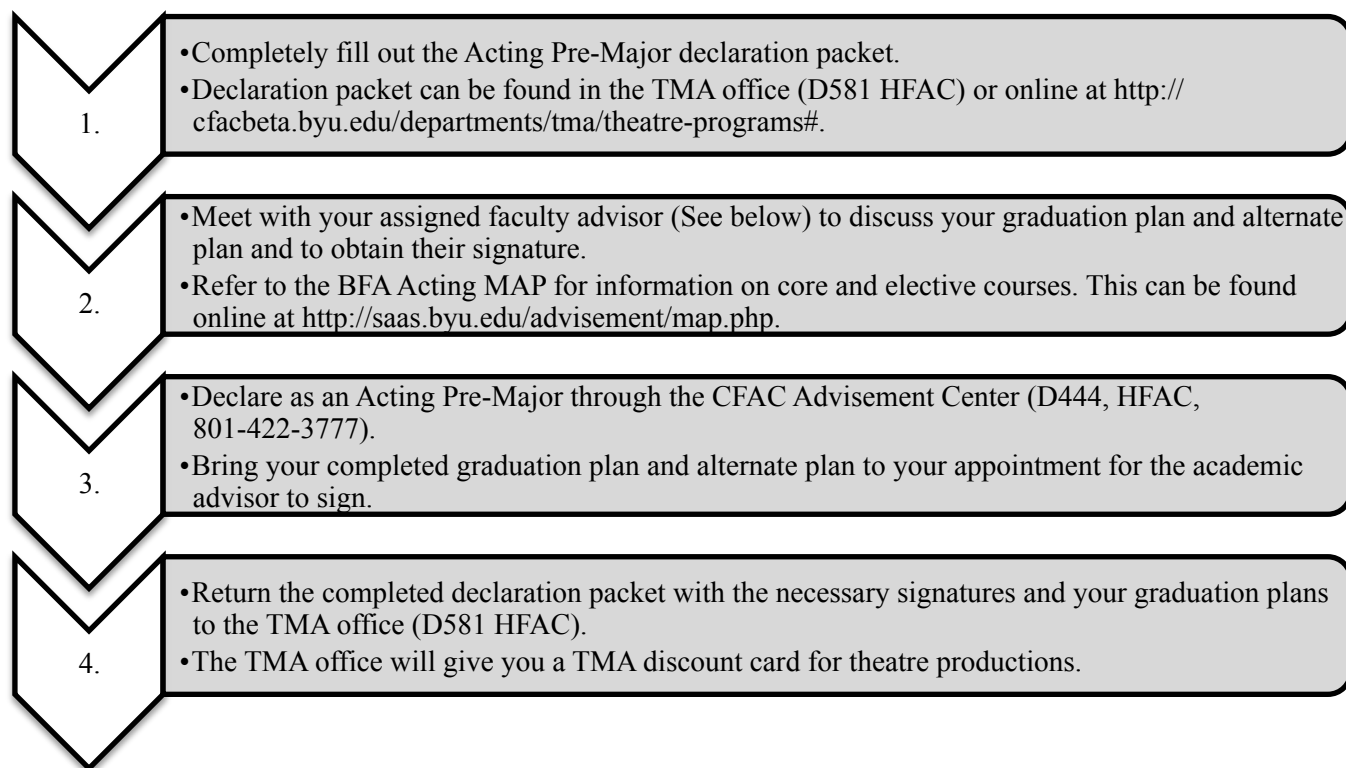 1.
•Completely fill out the Acting Pre-Major declaration packet.
•Declaration packet can be found in the TMA office (D581 HFAC) or online at http://
cfacbeta.byu.edu/departments/tma/theatre-programs#.
2.
•Meet with your assigned faculty advisor (See below) to discuss your graduation plan and alternate
plan and to obtain their signature.
•Refer to the BFA Acting MAP for information on core and elective courses. This can be found
online at http://saas.byu.edu/advisement/map.php.
3.
•Declare as an Acting Pre-Major through the CFAC Advisement Center (D444, HFAC,
801-422-3777).
•Bring your completed graduation plan and alternate plan to your appointment for the academic
advisor to sign.
4.
•Return the completed declaration packet with the necessary signatures and your graduation plans
to the TMA office (D581 HFAC).
•The TMA office will give you a TMA discount card for theatre productions.